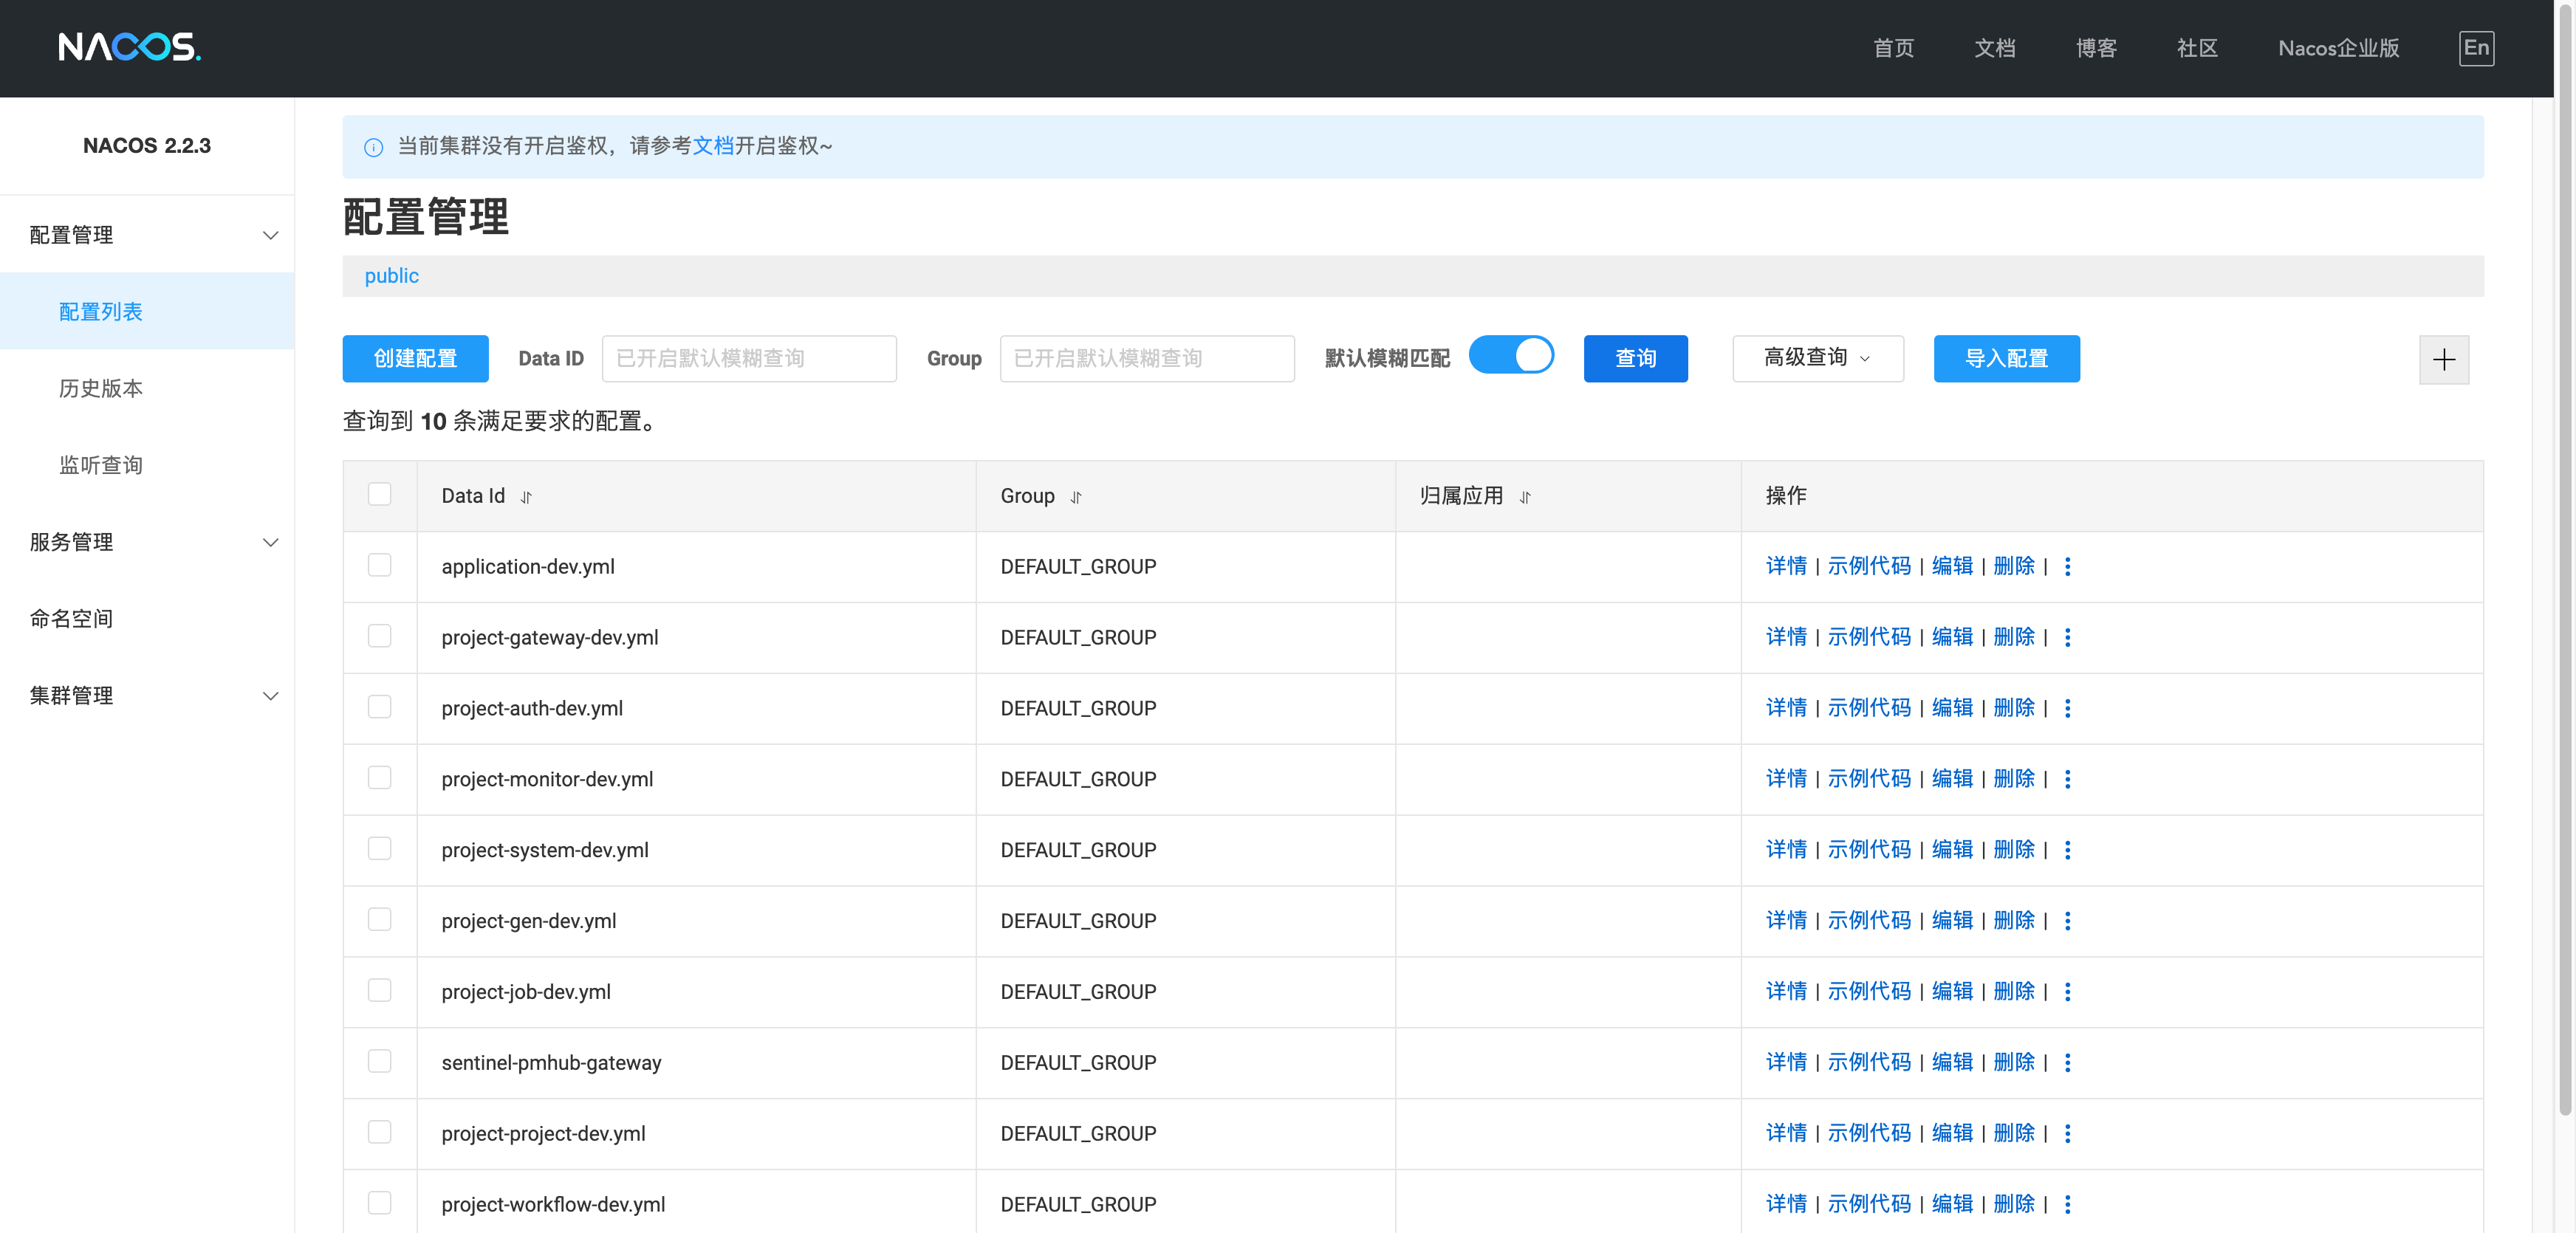 NACOS.
首页 文档 博客 社区 Nacos企业版 En
NACOS 2.2.3
配置管理
配置列表
历史版本
监听查询
服务管理
命名空间
集群管理
当前集群没有开启鉴权，请参考文档开启鉴权~
配置管理
public
创建配置 Data ID 已开启默认模糊查询 Group 已开启默认模糊查询 默认模糊匹配 查询 高级查询 导入配置
查询到 10 条满足要求的配置。
Data Id Group 归属应用 操作
application-dev.yml DEFAULT_GROUP 详情 | 示例代码 | 编辑 | 删除 |
project-gateway-dev.yml DEFAULT_GROUP 详情 | 示例代码 | 编辑 | 删除 |
project-auth-dev.yml DEFAULT_GROUP 详情 | 示例代码 | 编辑 | 删除 |
project-monitor-dev.yml DEFAULT_GROUP 详情 | 示例代码 | 编辑 | 删除 |
project-system-dev.yml DEFAULT_GROUP 详情 | 示例代码 | 编辑 | 删除 |
project-gen-dev.yml DEFAULT_GROUP 详情 | 示例代码 | 编辑 | 删除 |
project-job-dev.yml DEFAULT_GROUP 详情 | 示例代码 | 编辑 | 删除 |
sentinel-pmhub-gateway DEFAULT_GROUP 详情 | 示例代码 | 编辑 | 删除 |
project-project-dev.yml DEFAULT_GROUP 详情 | 示例代码 | 编辑 | 删除 |
project-workflow-dev.yml DEFAULT_GROUP 详情 | 示例代码 | 编辑 | 删除 |